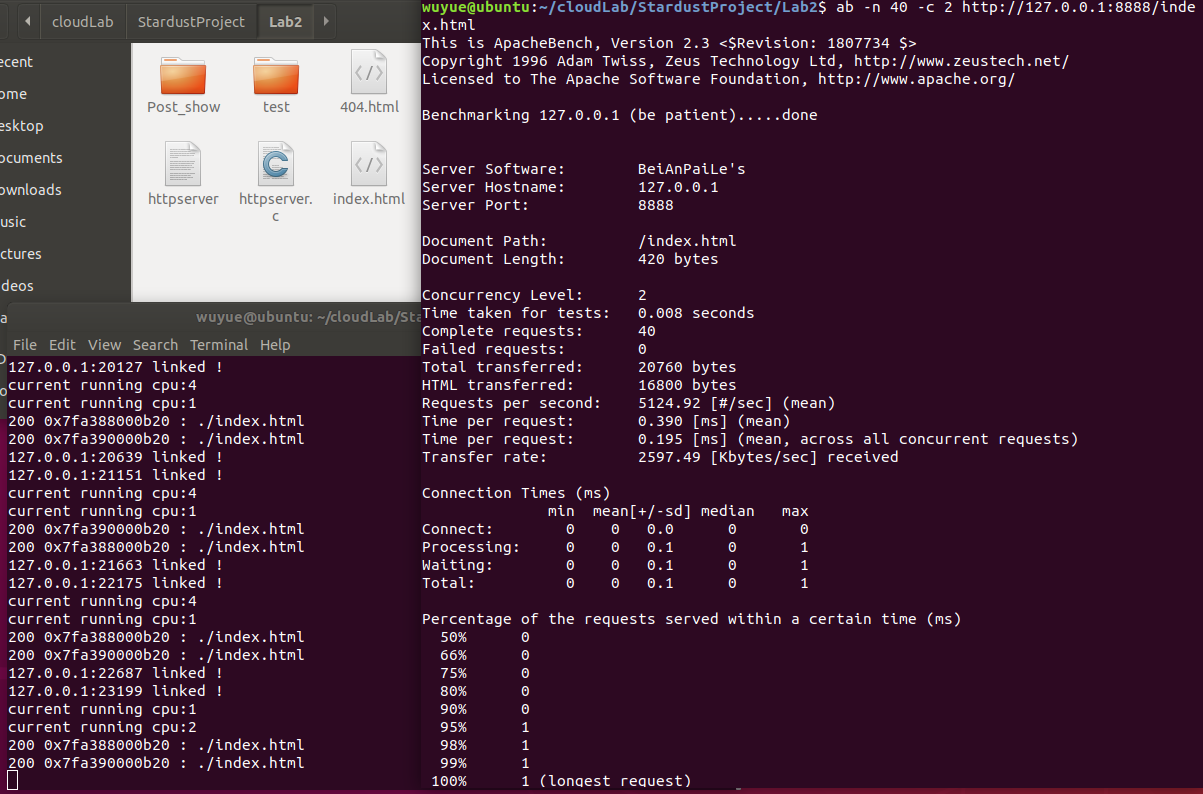 cloudLab StardustProject Lab2
ecent
ome
esktop
ocuments
ownloads
usic
ctures
deos
Post_show test 404.html
httpserver httpserver. index.html
c
wuyue@ubuntu: ~/cloudLab/Sta
File Edit View Search Terminal Help
127.0.0.1:20127 linked !
current running cpu:4
current running cpu:1
200 0x7fa388000b20 : ./index.html
200 0x7fa390000b20 : ./index.html
127.0.0.1:20639 linked !
127.0.0.1:21151 linked !
current running cpu:4
current running cpu:1
200 0x7fa390000b20 : ./index.html
200 0x7fa388000b20 : ./index.html
127.0.0.1:21663 linked !
127.0.0.1:22175 linked !
current running cpu:4
current running cpu:1
200 0x7fa388000b20 : ./index.html
200 0x7fa390000b20 : ./index.html
127.0.0.1:22687 linked !
127.0.0.1:23199 linked !
current running cpu:1
current running cpu:2
200 0x7fa388000b20 : ./index.html
200 0x7fa390000b20 : ./index.html
wuyue@ubuntu:~/cloudLab/StardustProject/Lab2$ ab -n 40 -c 2 http://127.0.0.1:8888/inde
x.html
This is ApacheBench, Version 2.3 <$Revision: 1807734 $>
Copyright 1996 Adam Twiss, Zeus Technology Ltd, http://www.zeustech.net/
Licensed to The Apache Software Foundation, http://www.apache.org/
Benchmarking 127.0.0.1 (be patient).....done
Server Software: BeiAnPaiLe's
Server Hostname: 127.0.0.1
Server Port: 8888
Document Path: /index.html
Document Length: 420 bytes
Concurrency Level: 2
Time taken for tests: 0.008 seconds
Complete requests: 40
Failed requests: 0
Total transferred: 20760 bytes
HTML transferred: 16800 bytes
Requests per second: 5124.92 [#/sec] (mean)
Time per request: 0.390 [ms] (mean)
Time per request: 0.195 [ms] (mean, across all concurrent requests)
Transfer rate: 2597.49 [Kbytes/sec] received
Connection Times (ms)
min mean[+/-sd] median max
Connect: 0 0 0.0 0 0
Processing: 0 0 0.1 0 1
Waiting: 0 0 0.1 0 1
Total: 0 0 0.1 0 1
Percentage of the requests served within a certain time (ms)
50% 0
66% 0
75% 0
80% 0
90% 0
95% 1
98% 1
99% 1
100% 1 (longest request)